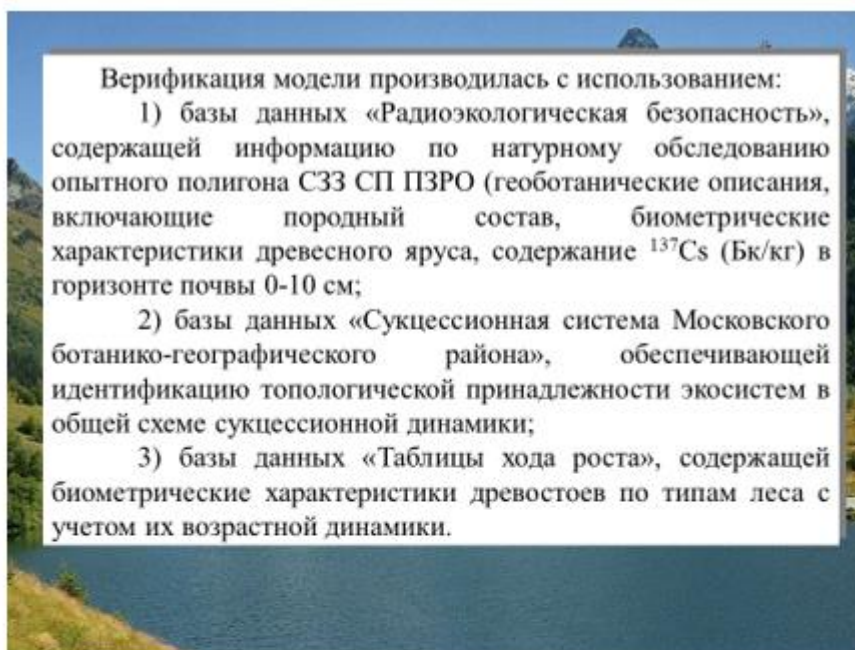 Верификация модели производилась с использованием:
1) базы данных «Радиоэкологическая безопасность»,
содержащей информацию по натурному обследованию
опытного полигона СЗЗ СП ПЗРО (геоботанические описания,
включающие породный состав, биометрические
характеристики древесного яруса, содержание ¹³⁷Cs (Бк/кг) в
горизонте почвы 0-10 см;
2) базы данных «Сукцессионная система Московского
ботанико-географического района», обеспечивающей
идентификацию топологической принадлежности экосистем в
общей схеме сукцессионной динамики;
3) базы данных «Таблицы хода роста», содержащей
биометрические характеристики древостоев по типам леса с
учетом их возрастной динамики.